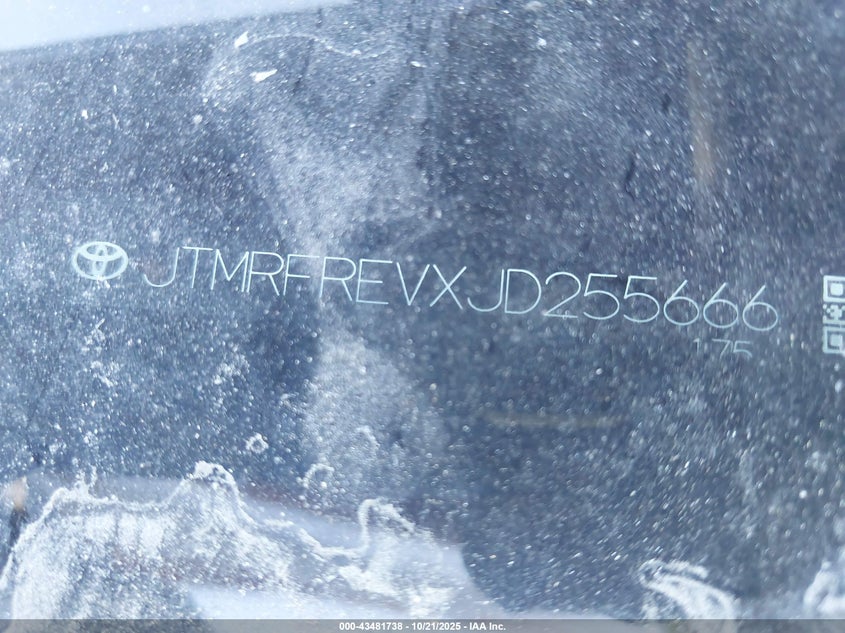 JTMRFREVXJD255666
175
000-43481738 - 10/21/2025 - IAA Inc.